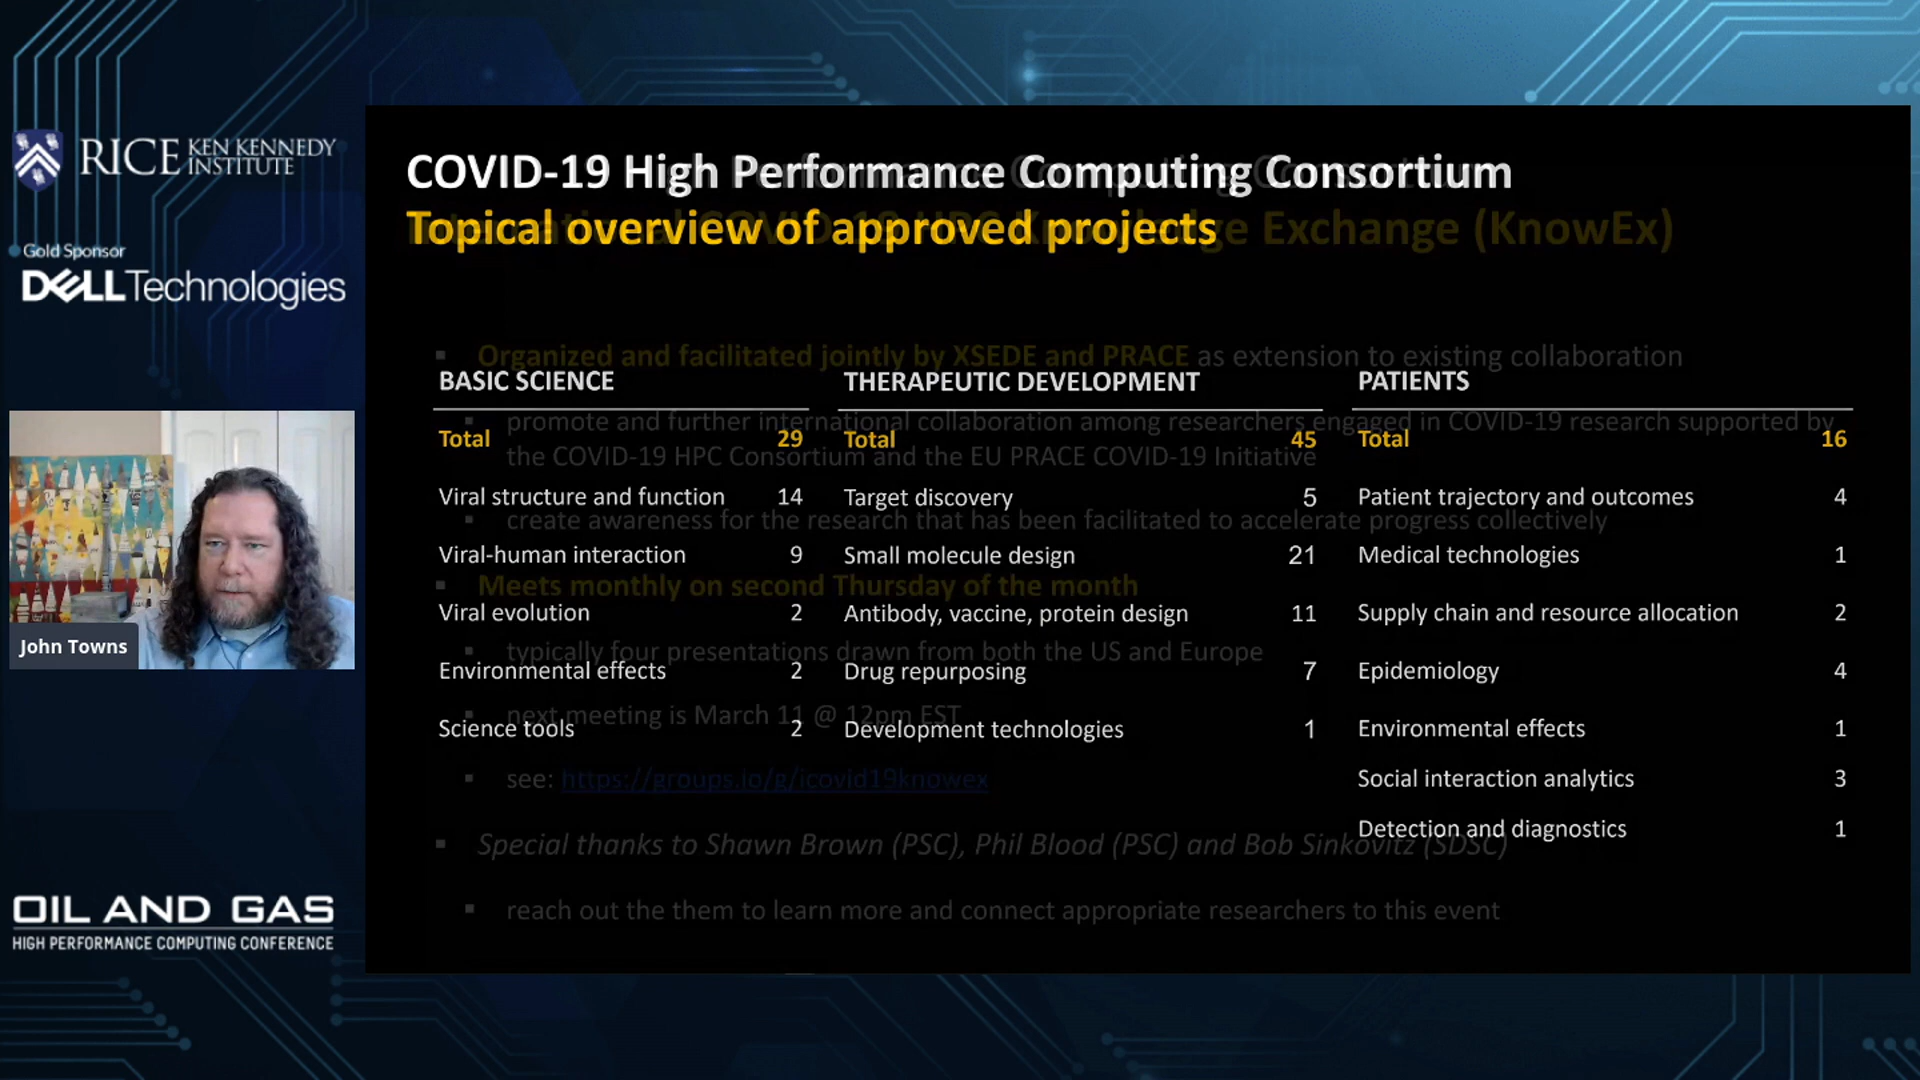 RICE KEN KENNEDY INSTITUTE
Gold Sponsor
DELL Technologies
John Towns
OIL AND GAS
HIGH PERFORMANCE COMPUTING CONFERENCE
COVID-19 High Performance Computing Consortium
Topical overview of approved projects
Exchange (KnowEx)
BASIC SCIENCE
Total 29
Viral structure and function 14
Viral-human interaction 9
Viral evolution 2
Environmental effects 2
Science tools 2
THERAPEUTIC DEVELOPMENT
Total 45
Target discovery 5
Small molecule design 21
Antibody, vaccine, protein design 11
Drug repurposing 7
Development technologies 1
PATIENTS
Total 16
Patient trajectory and outcomes 4
Medical technologies 1
Supply chain and resource allocation 2
Epidemiology 4
Environmental effects 1
Social interaction analytics 3
Detection and diagnostics 1
Organized and facilitated jointly by XSEDE and PRACE as extension to existing collaboration
promote and further international collaboration among researchers engaged in COVID-19 research supported by
the COVID-19 HPC Consortium and the EU PRACE COVID-19 Initiative
create awareness for the research that has been facilitated to accelerate progress collectively
Meets monthly on second Thursday of the month
typically four presentations drawn from both the US and Europe
next meeting is March 11 @ 12pm EST
see: https://groups.io/g/icovid19knowex
Special thanks to Shawn Brown (PSC), Phil Blood (PSC) and Bob Sinkovitz (SDSC)
reach out the them to learn more and connect appropriate researchers to this event